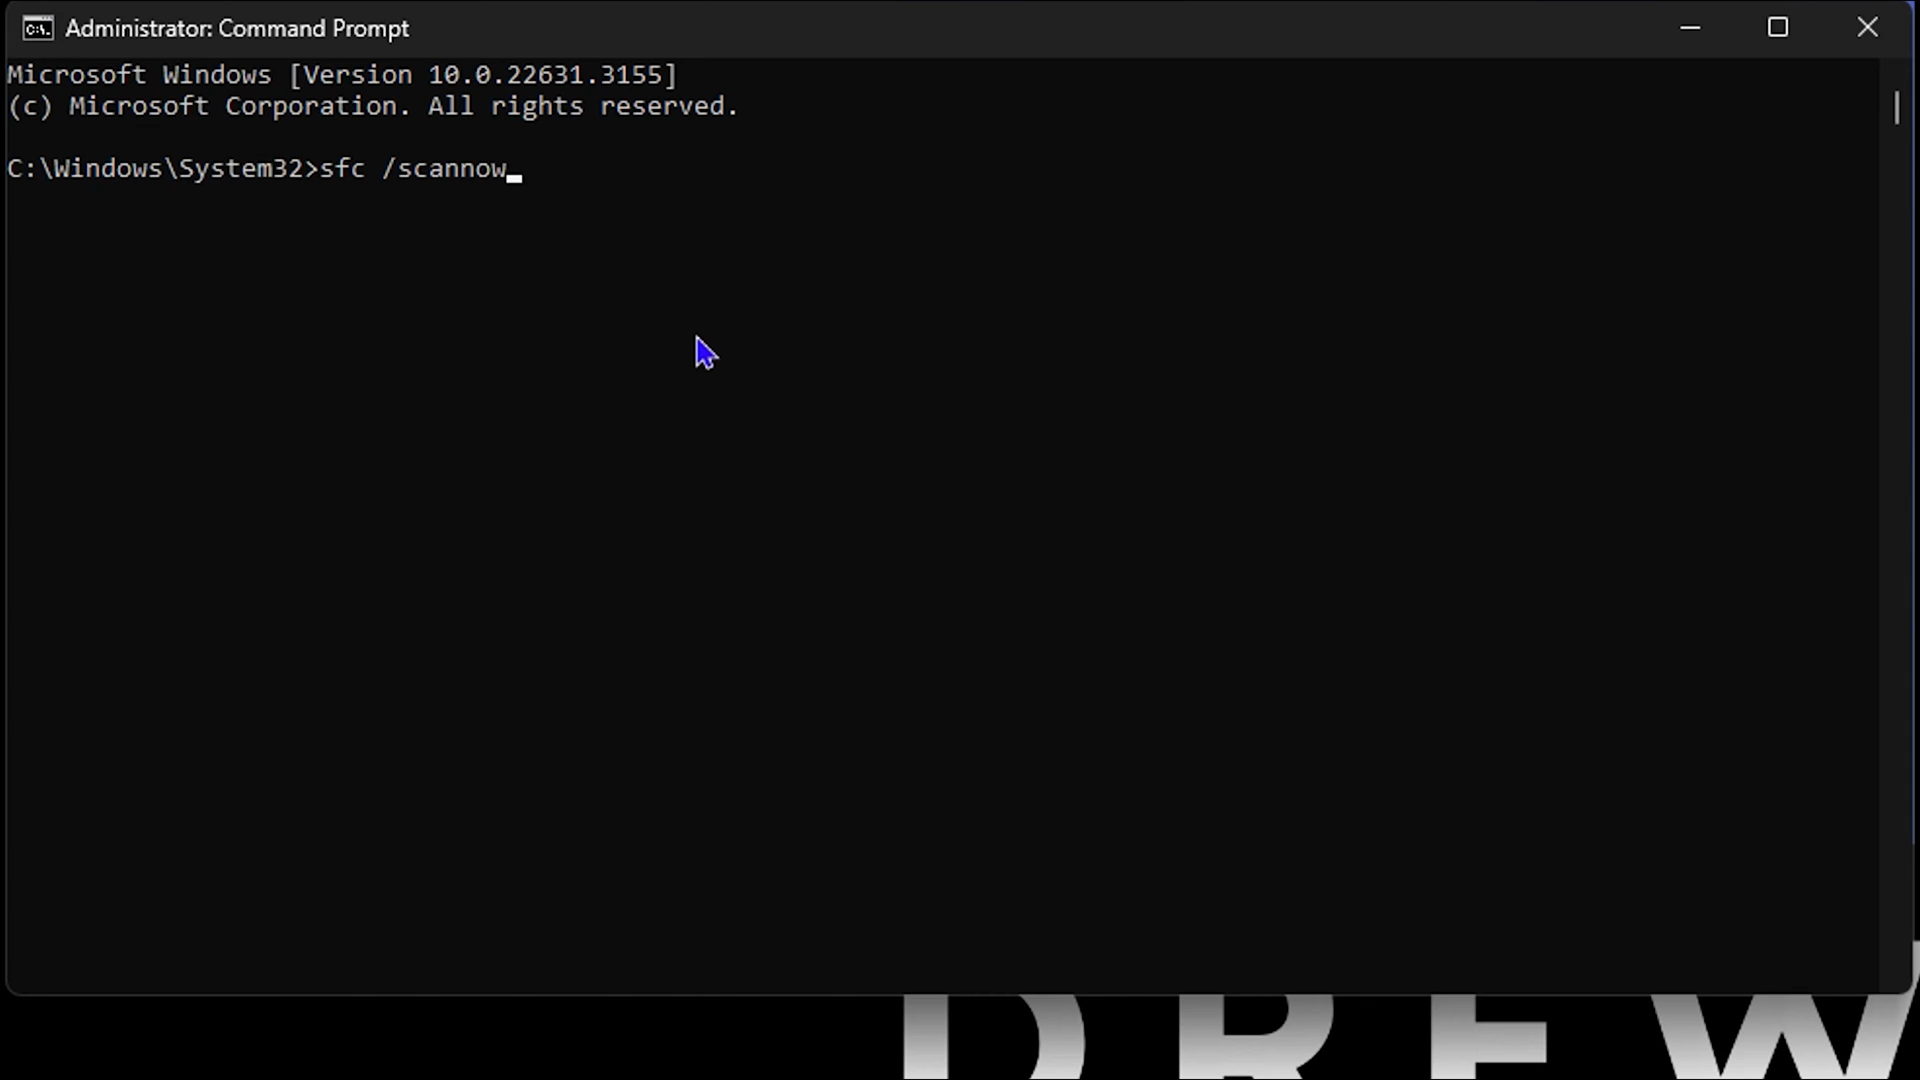 Administrator: Command Prompt
Microsoft Windows [Version 10.0.22631.3155]
(c) Microsoft Corporation. All rights reserved.
C:\Windows\System32>sfc /scannow
DREW